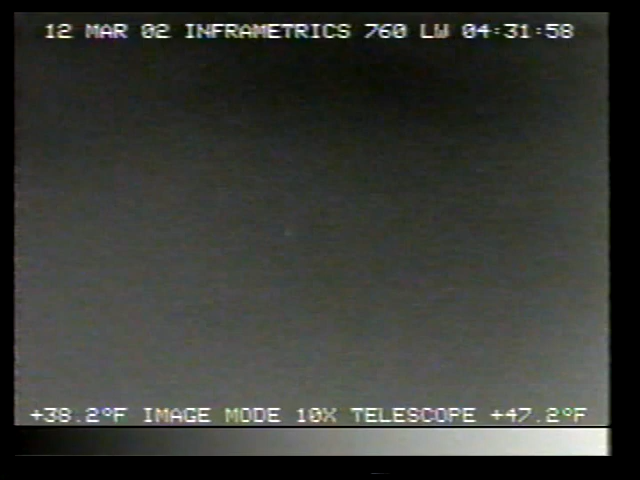 12 MAR 02 INFRAMETRICS 760 LW 04:31:58
+38.2°F IMAGE MODE 10X TELESCOPE +47.2°F